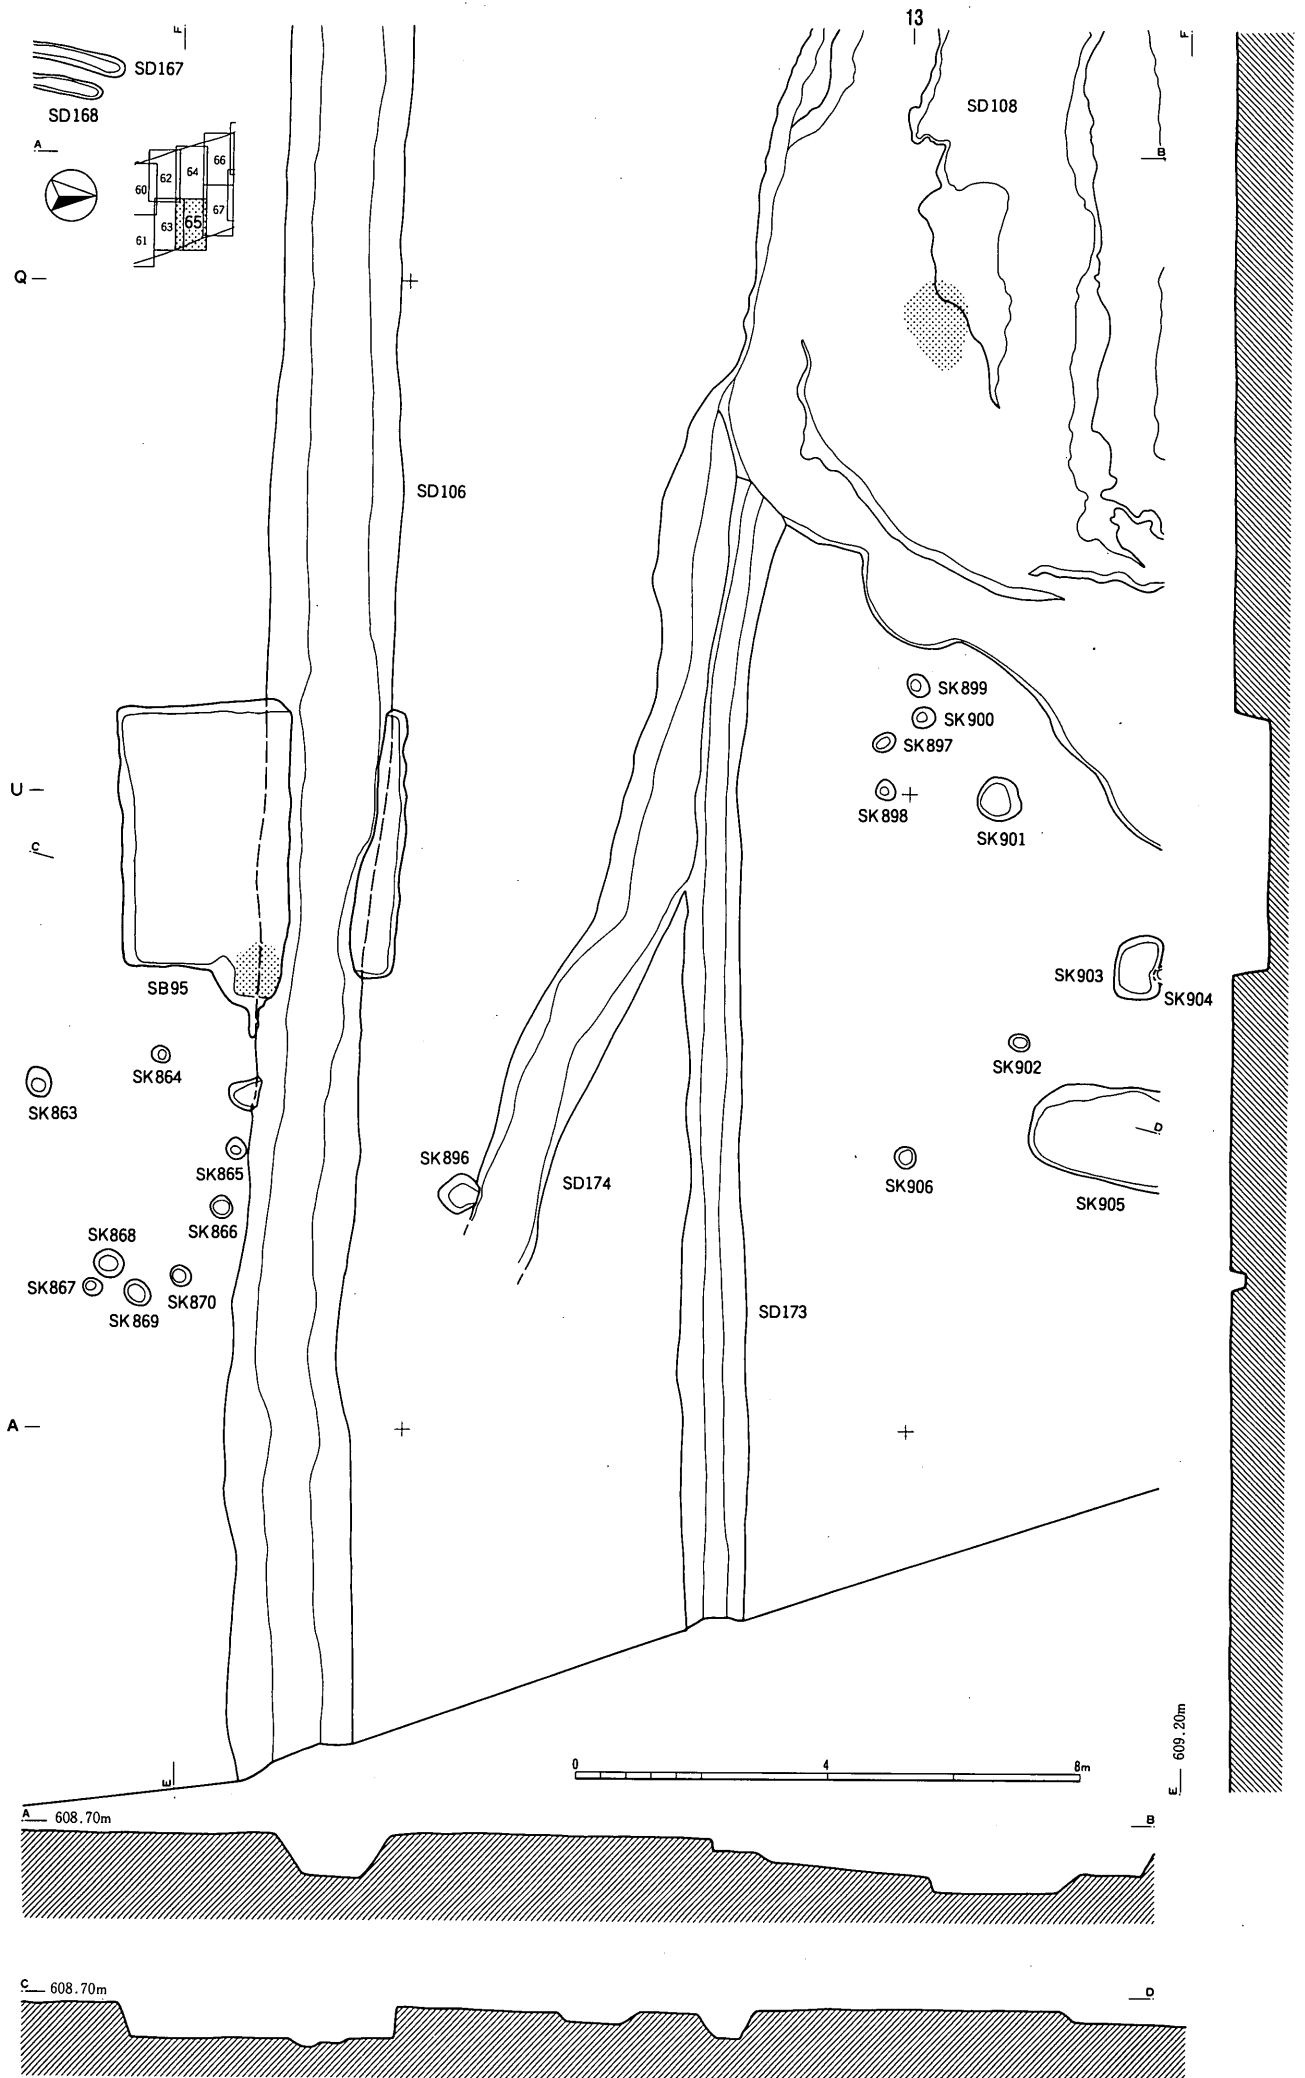 13
F
F
SD167
SD168
SD108
A
B
60
62
64
66
61
63
65
67
Q
SD106
SK899
SK900
SK897
U
SK898
SK901
C
SB95
SK903
SK904
SK864
SK902
SK863
D
SK865
SK896
SD174
SK906
SK905
SK866
SK868
SK867
SK870
SK869
SD173
A
E
0 4 8m
E 609.20m
A 608.70m
B
C 608.70m
D